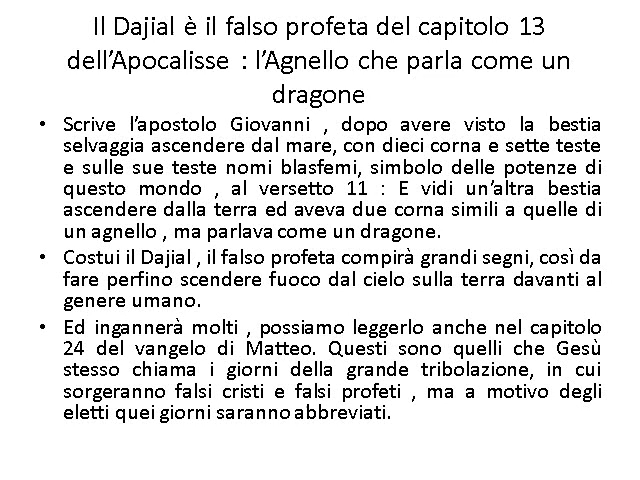 Il Dajial è il falso profeta del capitolo 13
dell’Apocalisse : l’Agnello che parla come un
dragone
• Scrive l’apostolo Giovanni , dopo avere visto la bestia
selvaggia ascendere dal mare, con dieci corna e sette teste
e sulle sue teste nomi blasfemi, simbolo delle potenze di
questo mondo , al versetto 11 : E vidi un’altra bestia
ascendere dalla terra ed aveva due corna simili a quelle di
un agnello , ma parlava come un dragone.
• Costui il Dajial , il falso profeta compirà grandi segni, così da
fare perfino scendere fuoco dal cielo sulla terra davanti al
genere umano.
• Ed ingannerà molti , possiamo leggerlo anche nel capitolo
24 del vangelo di Matteo. Questi sono quelli che Gesù
stesso chiama i giorni della grande tribolazione, in cui
sorgeranno falsi cristi e falsi profeti , ma a motivo degli
eletti quei giorni saranno abbreviati.